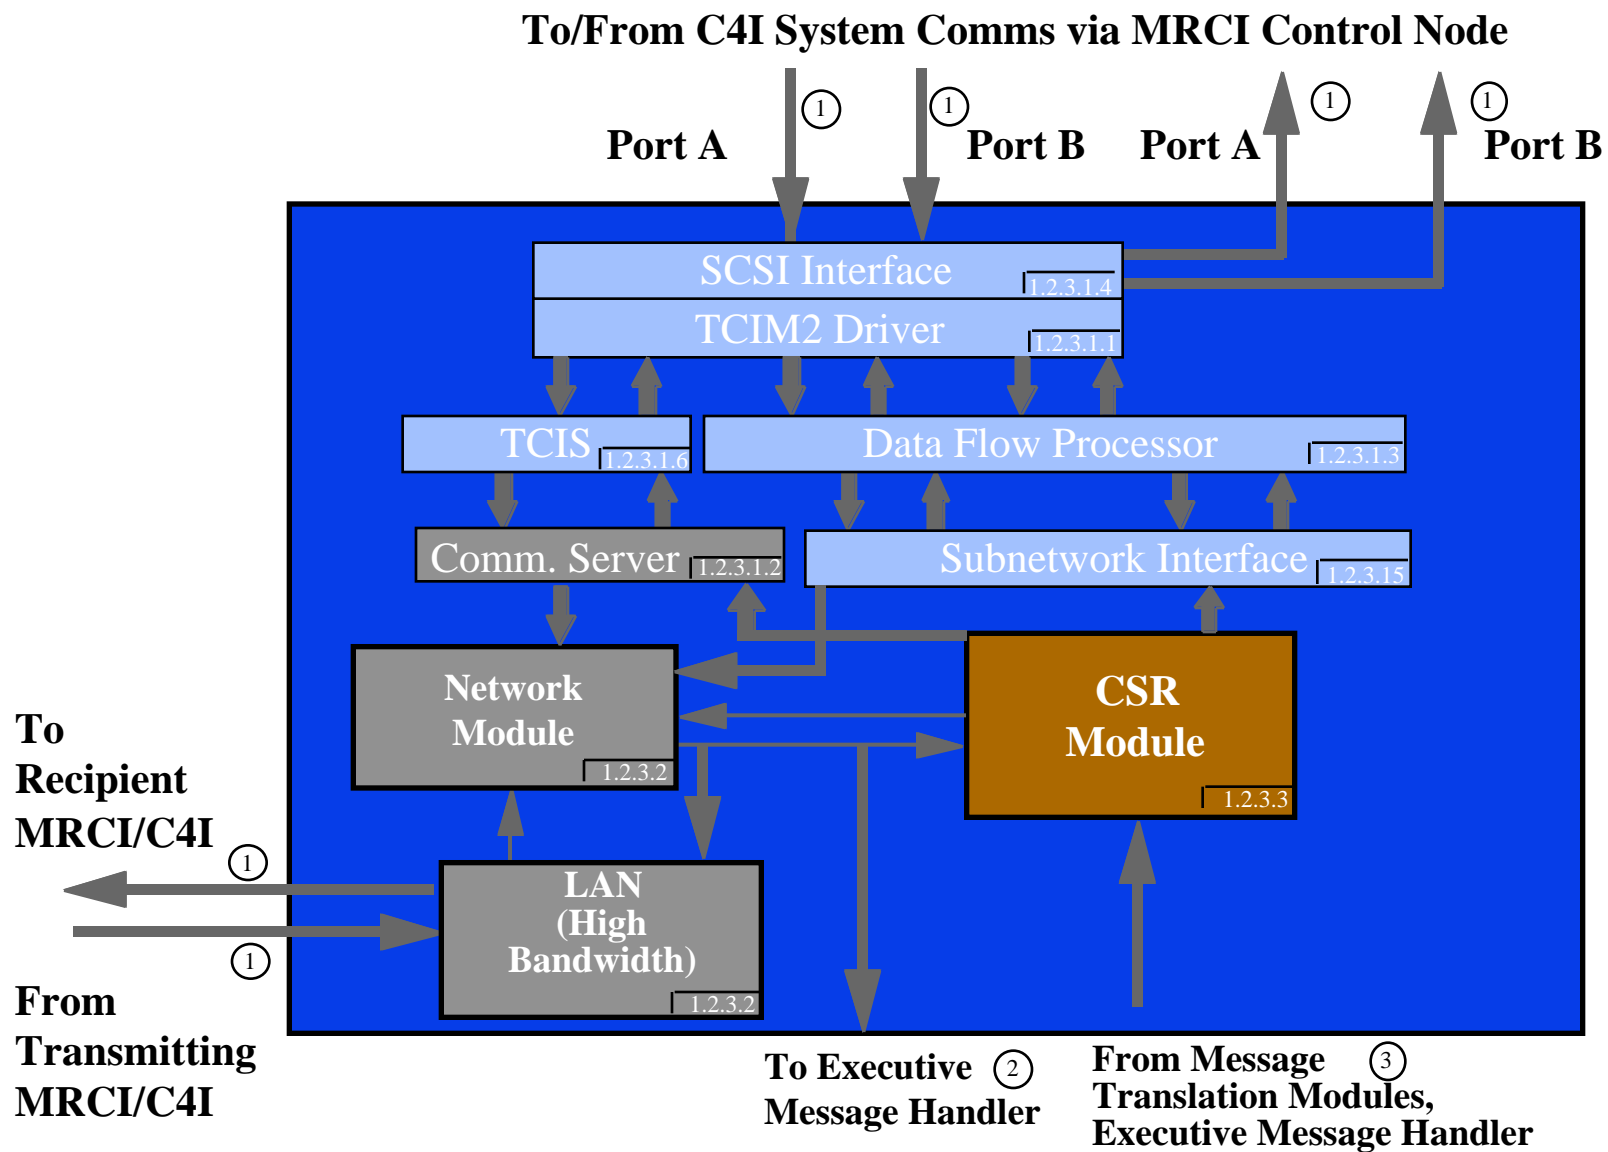 To/From C4I System Comms via MRCI Control Node
1
1
1
1
Port A
Port B
Port A
Port B
SCSI Interface
1.2.3.1.4
TCIM2 Driver
1.2.3.1.1
TCIS
1.2.3.1.6
Data Flow Processor
1.2.3.1.3
Comm. Server
1.2.3.1.2
Subnetwork Interface
1.2.3.15
Network
Module
1.2.3.2
CSR
Module
1.2.3.3
To
Recipient
MRCI/C4I
1
LAN
(High
Bandwidth)
1.2.3.2
1
From
Transmitting
MRCI/C4I
To Executive 2
Message Handler
From Message 3
Translation Modules,
Executive Message Handler